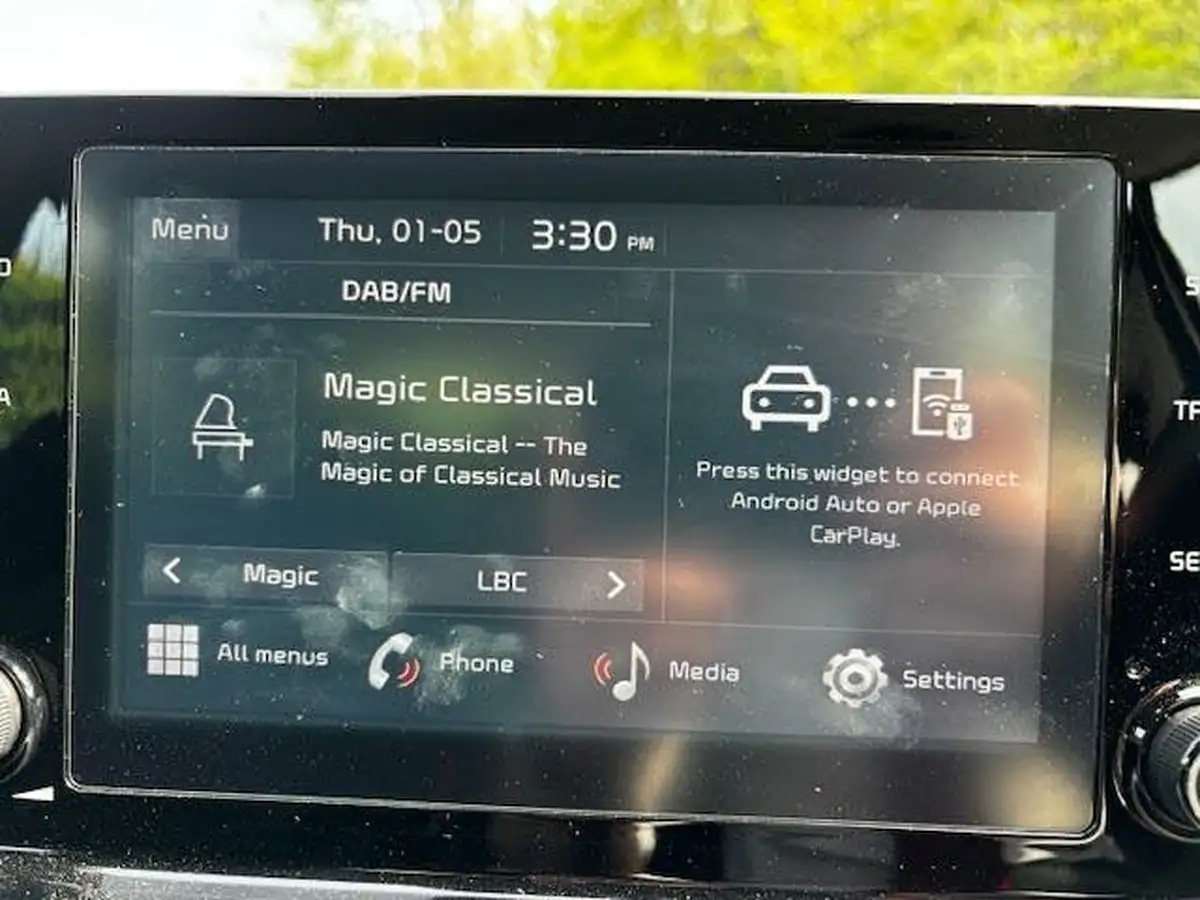 Menu Thu, 01-05 3:30 PM
DAB/FM
Magic Classical
Magic Classical -- The
Magic of Classical Music
Press this widget to connect
Android Auto or Apple
CarPlay.
Magic LBC
All menus Phone Media Settings